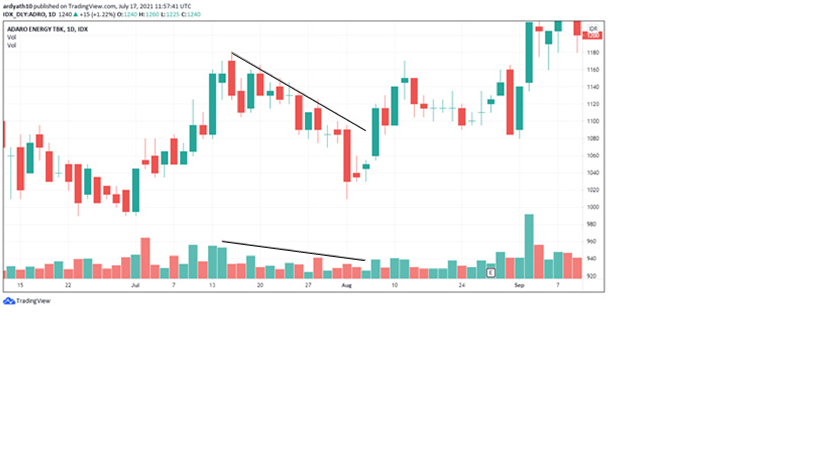 ardyath10 published on TradingView.com, July 17, 2021 11:57:41 UTC
IDX_DLY:ADRO, 1D 1240 ▲ +15 (+1.22%) O:1240 H:1260 L:1225 C:1240
ADARO ENERGY TBK, 1D, IDX
Vol
Vol
IDR
1200
1180
1160
1140
1120
1100
1080
1060
1040
1020
1000
980
960
940
920
E
15 22 Jul 7 13 20 27 Aug 10 24 Sep 7
TradingView